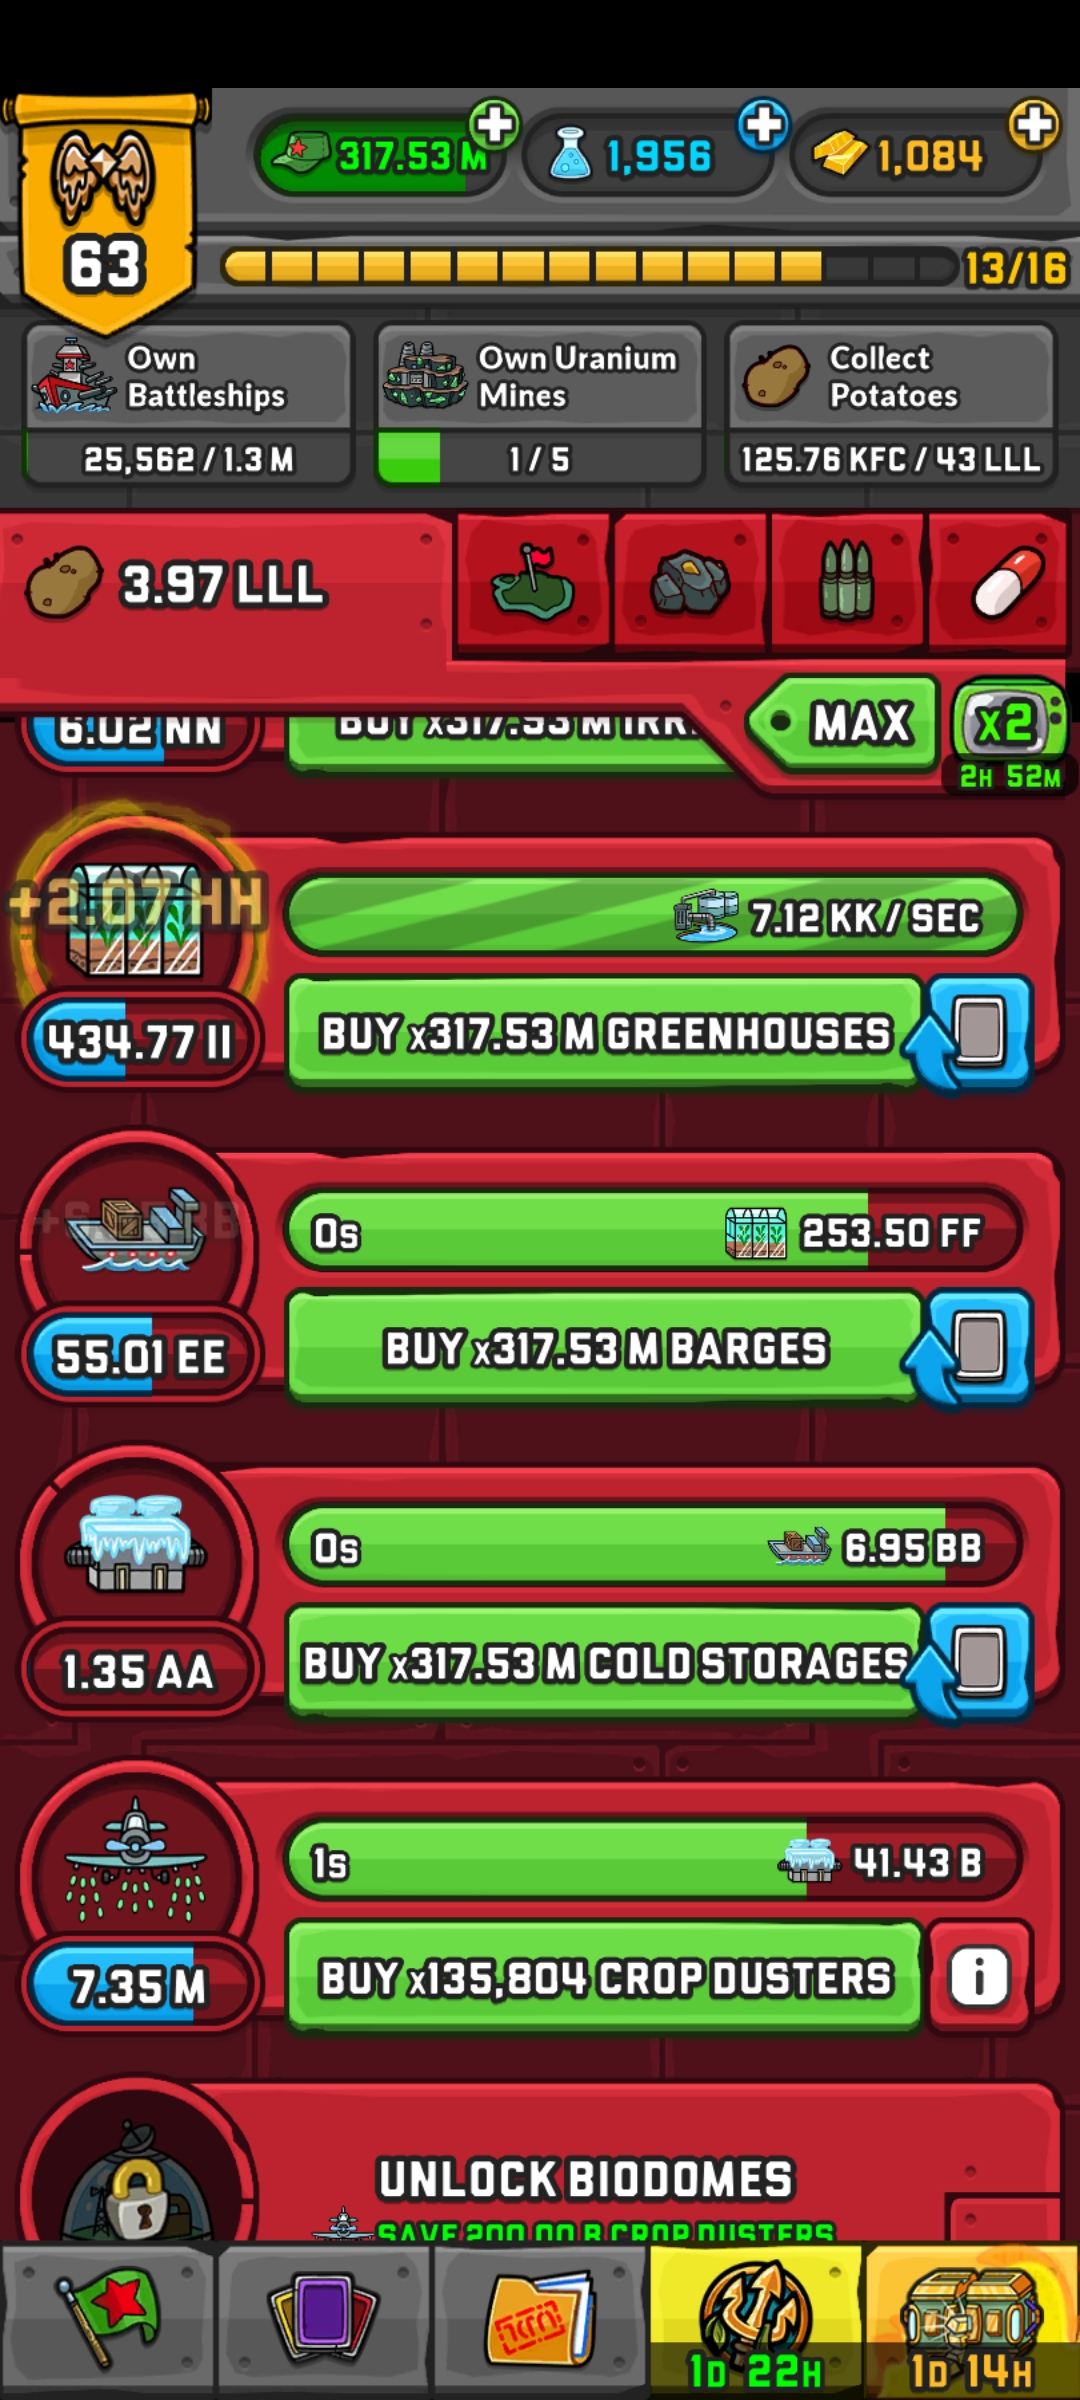 317.53 M
1,956
1,084
63
13/16
Own
Battleships
25,562 / 1.3 M
Own Uranium
Mines
1 / 5
Collect
Potatoes
125.76 KFC / 43 LLL
3.97 LLL
MAX
x2
2H 52M
6.02 NN
BUY x317.53 M IRR
+2.07 HH
7.12 KK / SEC
434.77 II
BUY x317.53 M GREENHOUSES
0s
253.50 FF
55.01 EE
BUY x317.53 M BARGES
0s
6.95 BB
1.35 AA
BUY x317.53 M COLD STORAGES
1s
41.43 B
7.35 M
BUY x135,804 CROP DUSTERS
i
UNLOCK BIODOMES
SAVE 200.00 B CROP DUSTERS
1D 22H
1D 14H